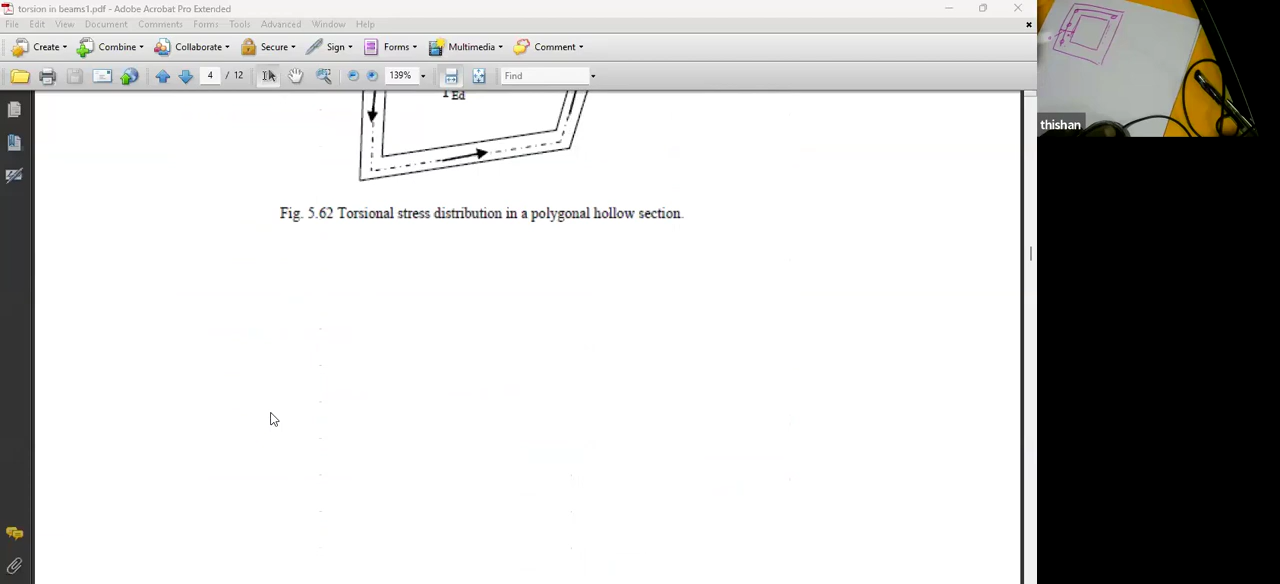 torsion in beams1.pdf - Adobe Acrobat Pro Extended
File Edit View Document Comments Forms Tools Advanced Window Help
Create Combine Collaborate Secure Sign Forms Multimedia Comment
4 / 12 139% Find
T Ed
Fig. 5.62 Torsional stress distribution in a polygonal hollow section.
thishan